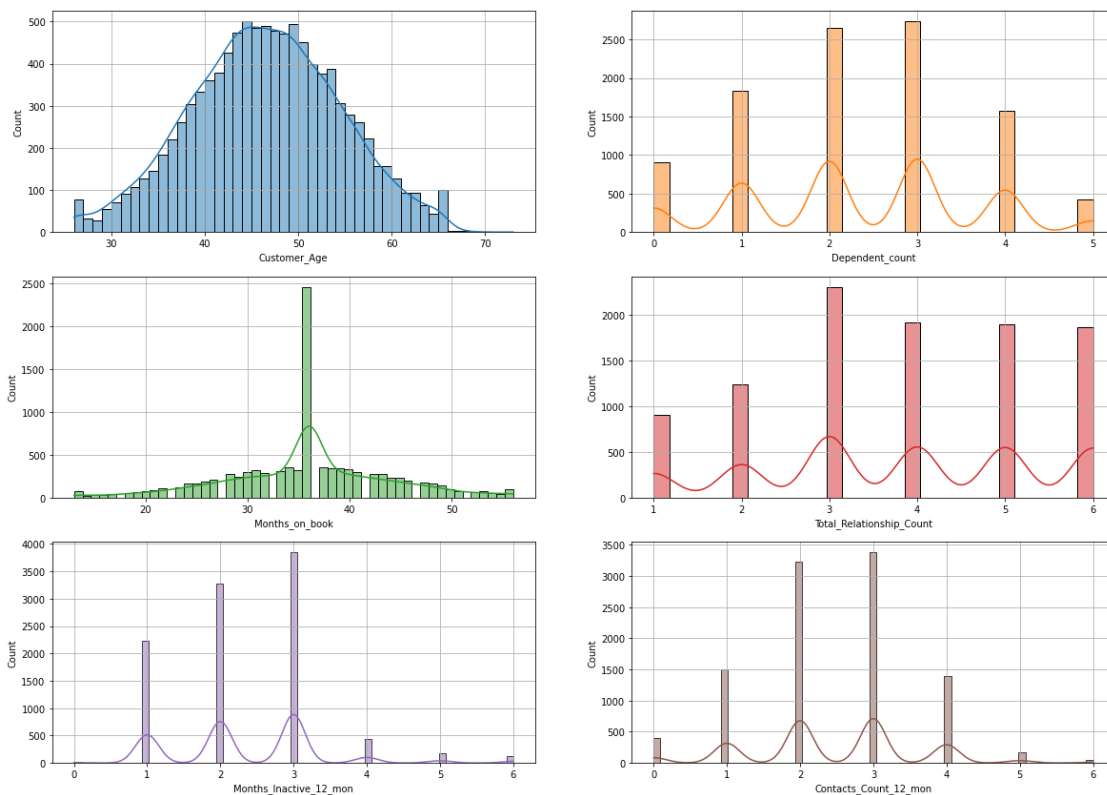 500
400
300
200
100
0
Count
30 40 50 60 70
Customer_Age
2500
2000
1500
1000
500
0
Count
0 1 2 3 4 5
Dependent_count
2500
2000
1500
1000
500
0
Count
20 30 40 50
Months_on_book
2000
1500
1000
500
0
Count
1 2 3 4 5 6
Total_Relationship_Count
4000
3500
3000
2500
2000
1500
1000
500
0
Count
0 1 2 3 4 5 6
Months_Inactive_12_mon
3500
3000
2500
2000
1500
1000
500
0
Count
0 1 2 3 4 5 6
Contacts_Count_12_mon